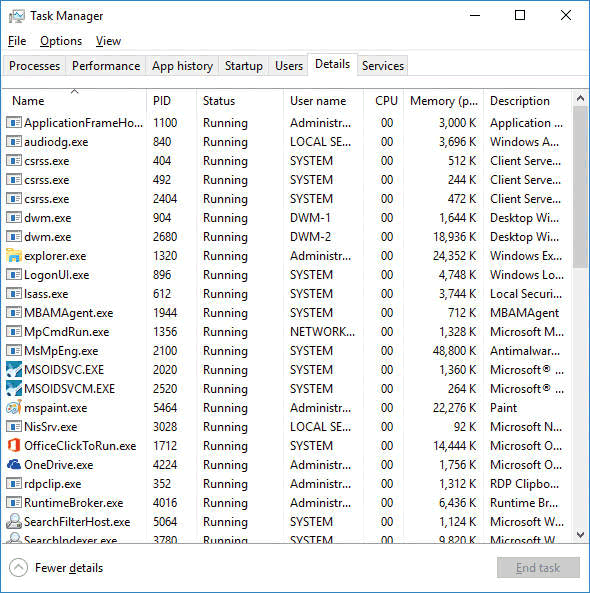 Task Manager
File Options View
Processes Performance App history Startup Users Details Services
Name PID Status User name CPU Memory (p... Description
ApplicationFrameHo... 1100 Running Administr... 00 3,000 K Application ...
audiodg.exe 840 Running LOCAL SE... 00 3,696 K Windows A...
csrss.exe 404 Running SYSTEM 00 512 K Client Serve...
csrss.exe 492 Running SYSTEM 00 244 K Client Serve...
csrss.exe 2404 Running SYSTEM 00 472 K Client Serve...
dwm.exe 904 Running DWM-1 00 1,644 K Desktop Wi...
dwm.exe 2680 Running DWM-2 00 18,936 K Desktop Wi...
explorer.exe 1320 Running Administr... 00 24,352 K Windows Ex...
LogonUI.exe 896 Running SYSTEM 00 4,748 K Windows Lo...
lsass.exe 612 Running SYSTEM 00 3,744 K Local Securi...
MBAMAgent.exe 1944 Running SYSTEM 00 712 K MBAMAgent
MpCmdRun.exe 1356 Running NETWORK... 00 1,328 K Microsoft M...
MsMpEng.exe 2100 Running SYSTEM 00 48,800 K Antimalwar...
MSOIDSVC.EXE 2020 Running SYSTEM 00 1,360 K Microsoft® ...
MSOIDSVCM.EXE 2520 Running SYSTEM 00 264 K Microsoft® ...
mspaint.exe 5464 Running Administr... 00 22,276 K Paint
NisSrv.exe 3028 Running LOCAL SE... 00 92 K Microsoft N...
OfficeClickToRun.exe 1712 Running SYSTEM 00 14,444 K Microsoft O...
OneDrive.exe 4224 Running Administr... 00 1,756 K Microsoft O...
rdpclip.exe 352 Running Administr... 00 1,312 K RDP Clipbo...
RuntimeBroker.exe 4016 Running Administr... 00 6,436 K Runtime Br...
SearchFilterHost.exe 5064 Running SYSTEM 00 1,124 K Microsoft W...
SearchIndexer.exe 3780 Running SYSTEM 00 9,820 K Microsoft W...
Fewer details End task